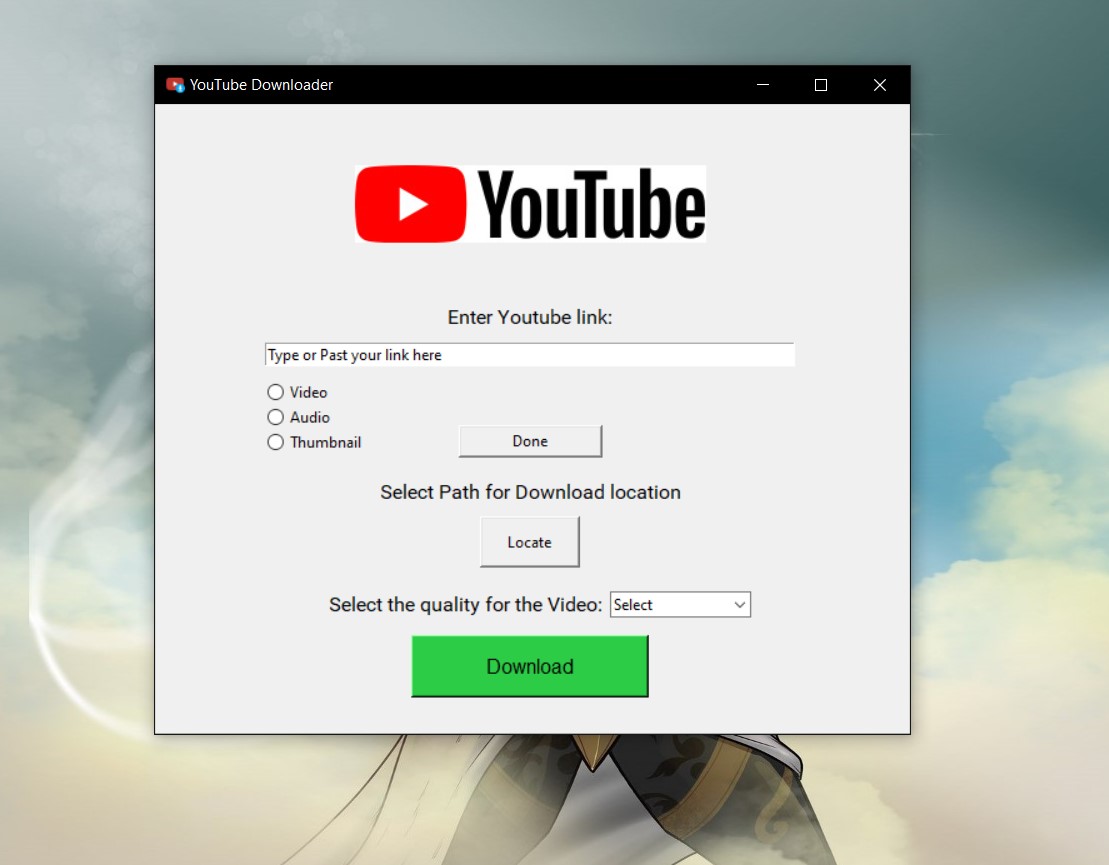 YouTube Downloader
YouTube
Enter Youtube link:
Type or Past your link here
Video
Audio
Thumbnail
Done
Select Path for Download location
Locate
Select the quality for the Video: Select
Download